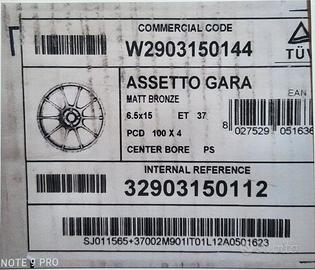 COMMERCIAL CODE
W2903150144
TÜV
ASSETTO GARA
MATT BRONZE
6.5x15 ET 37
PCD 100 X 4
CENTER BORE PS
EAN
8 027529 051636
INTERNAL REFERENCE
32903150112
SJ011565+37002M901IT01L12A0501623
NOTE 9 PRO
subito